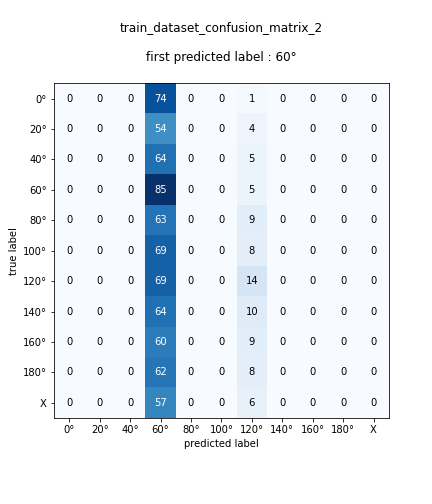 train_dataset_confusion_matrix_2
first predicted label : 60°
0° 0 0 0 74 0 0 1 0 0 0 0
20° 0 0 0 54 0 0 4 0 0 0 0
40° 0 0 0 64 0 0 5 0 0 0 0
60° 0 0 0 85 0 0 5 0 0 0 0
80° 0 0 0 63 0 0 9 0 0 0 0
100° 0 0 0 69 0 0 8 0 0 0 0
120° 0 0 0 69 0 0 14 0 0 0 0
140° 0 0 0 64 0 0 10 0 0 0 0
160° 0 0 0 60 0 0 9 0 0 0 0
180° 0 0 0 62 0 0 8 0 0 0 0
X 0 0 0 57 0 0 6 0 0 0 0
true label
0° 20° 40° 60° 80° 100° 120° 140° 160° 180° X
predicted label